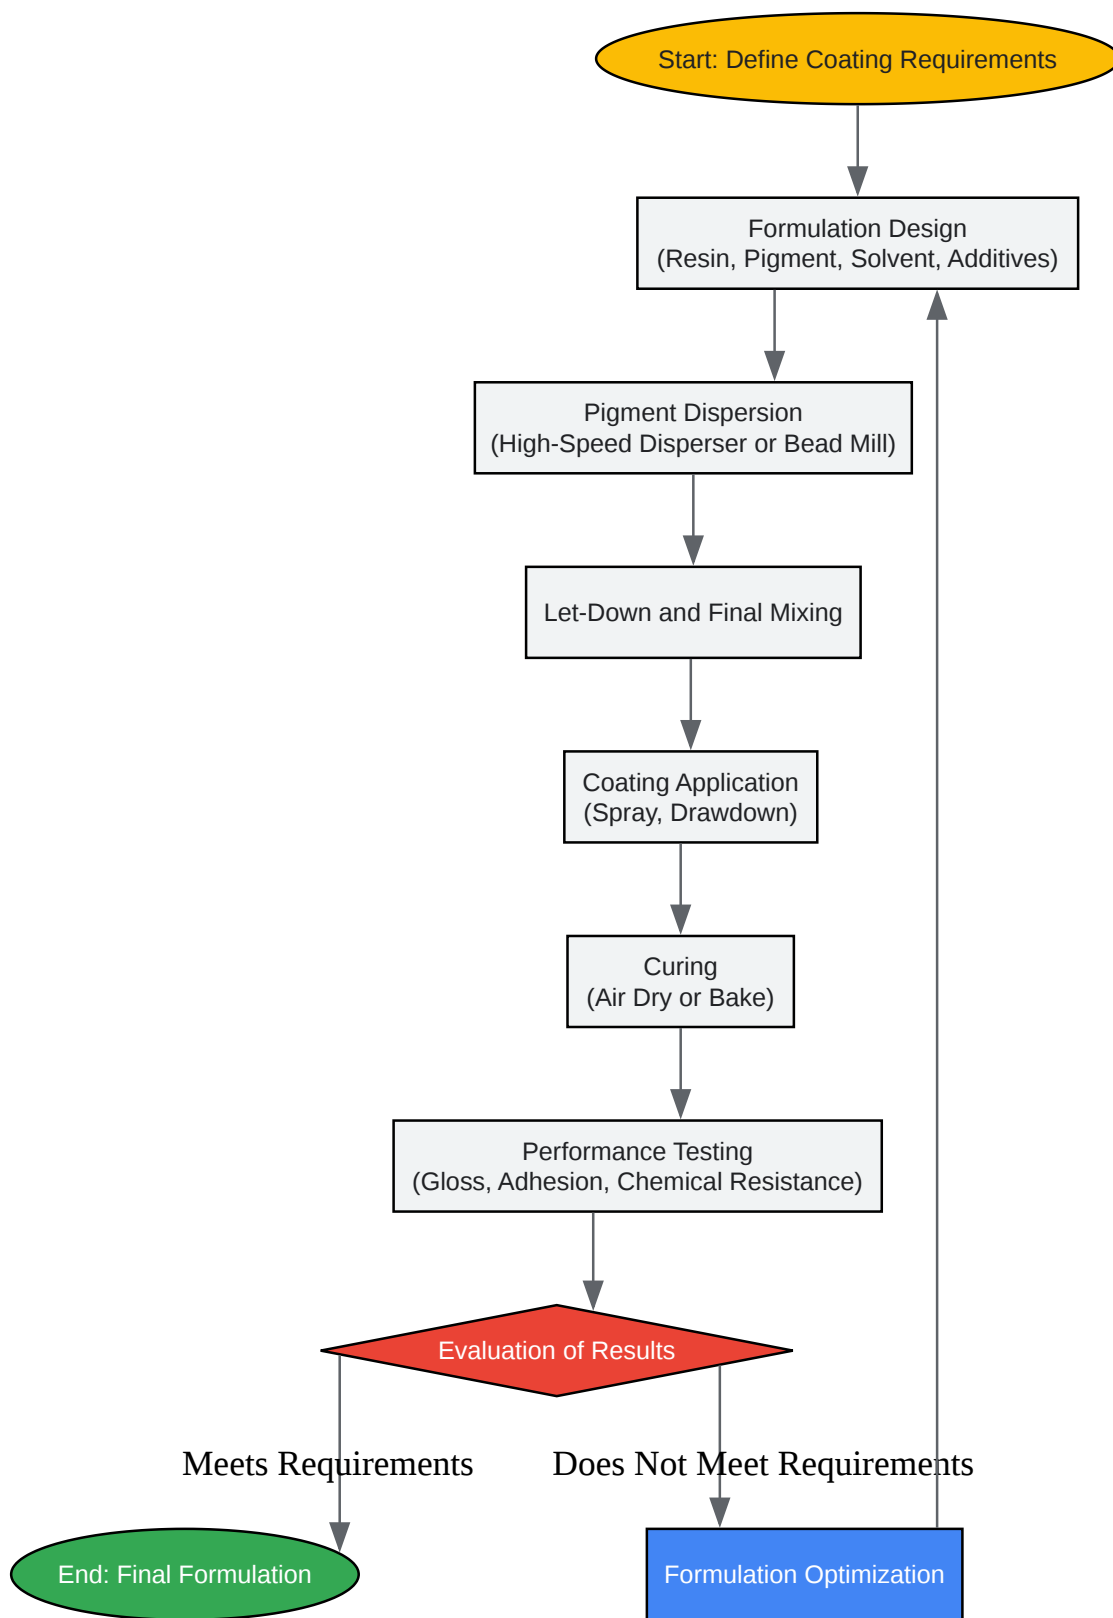 Start: Define Coating Requirements
Formulation Design
(Resin, Pigment, Solvent, Additives)
Pigment Dispersion
(High-Speed Disperser or Bead Mill)
Let-Down and Final Mixing
Coating Application
(Spray, Drawdown)
Curing
(Air Dry or Bake)
Performance Testing
(Gloss, Adhesion, Chemical Resistance)
Evaluation of Results
Meets Requirements
Does Not Meet Requirements
End: Final Formulation
Formulation Optimization